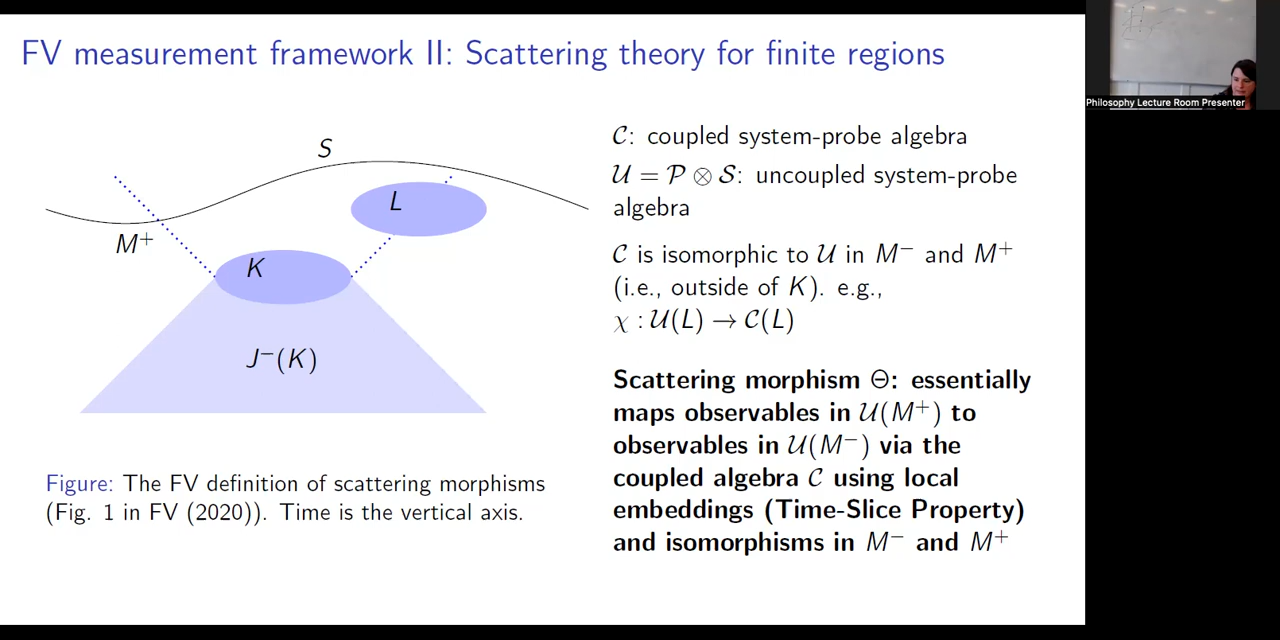 FV measurement framework II: Scattering theory for finite regions
S
L
M⁺
K
J⁻(K)
Figure: The FV definition of scattering morphisms
(Fig. 1 in FV (2020)). Time is the vertical axis.
𝒞: coupled system-probe algebra
𝒰 = 𝒫 ⊗ 𝒮: uncoupled system-probe
algebra
𝒞 is isomorphic to 𝒰 in M⁻ and M⁺
(i.e., outside of K). e.g.,
χ : 𝒰(L) → 𝒞(L)
Scattering morphism Θ: essentially
maps observables in 𝒰(M⁺) to
observables in 𝒰(M⁻) via the
coupled algebra 𝒞 using local
embeddings (Time-Slice Property)
and isomorphisms in M⁻ and M⁺
Philosophy Lecture Room Presenter